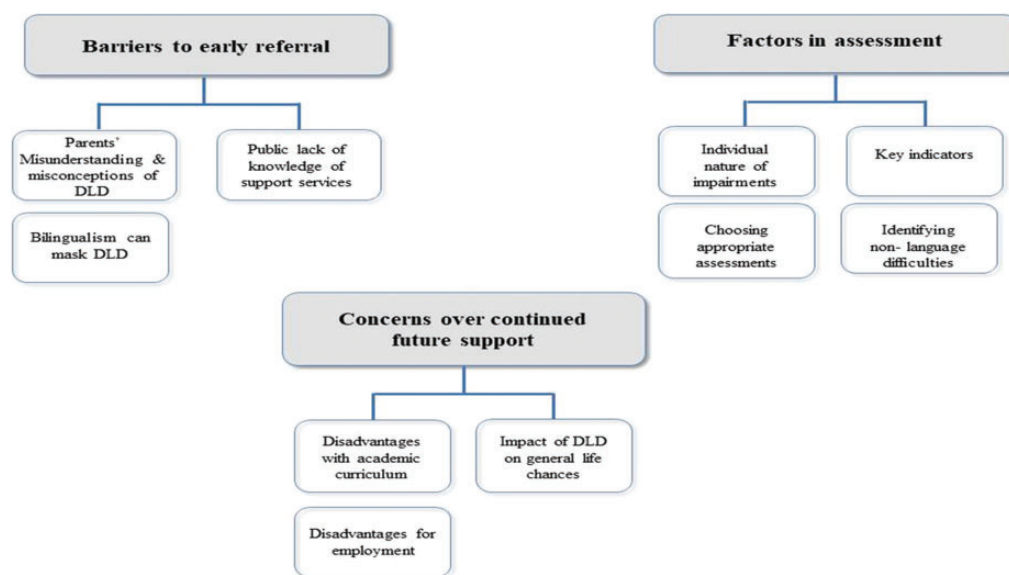 Barriers to early referral
Parents'
Misunderstanding &
misconceptions of
DLD
Public lack of
knowledge of
support services
Bilingualism can
mask DLD
Factors in assessment
Individual
nature of
impairments
Key indicators
Choosing
appropriate
assessments
Identifying
non- language
difficulties
Concerns over continued
future support
Disadvantages
with academic
curriculum
Impact of DLD
on general life
chances
Disadvantages for
employment